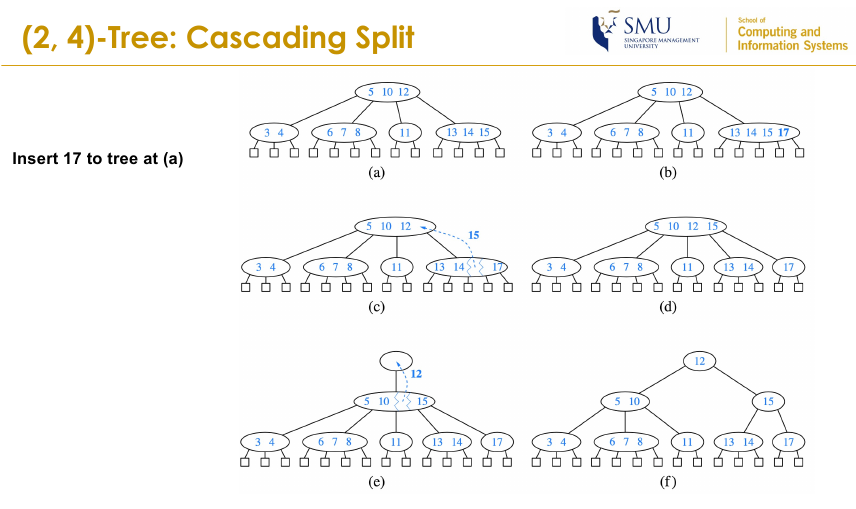 (2, 4)-Tree: Cascading Split
SMU
SINGAPORE MANAGEMENT
UNIVERSITY
School of
Computing and
Information Systems
Insert 17 to tree at (a)
5 10 12
3 4
6 7 8
11
13 14 15
(a)
5 10 12
3 4
6 7 8
11
13 14 15 17
(b)
5 10 12
15
3 4
6 7 8
11
13 14
17
(c)
5 10 12 15
3 4
6 7 8
11
13 14
17
(d)
12
5 10
15
3 4
6 7 8
11
13 14
17
(e)
12
5 10
15
3 4
6 7 8
11
13 14
17
(f)